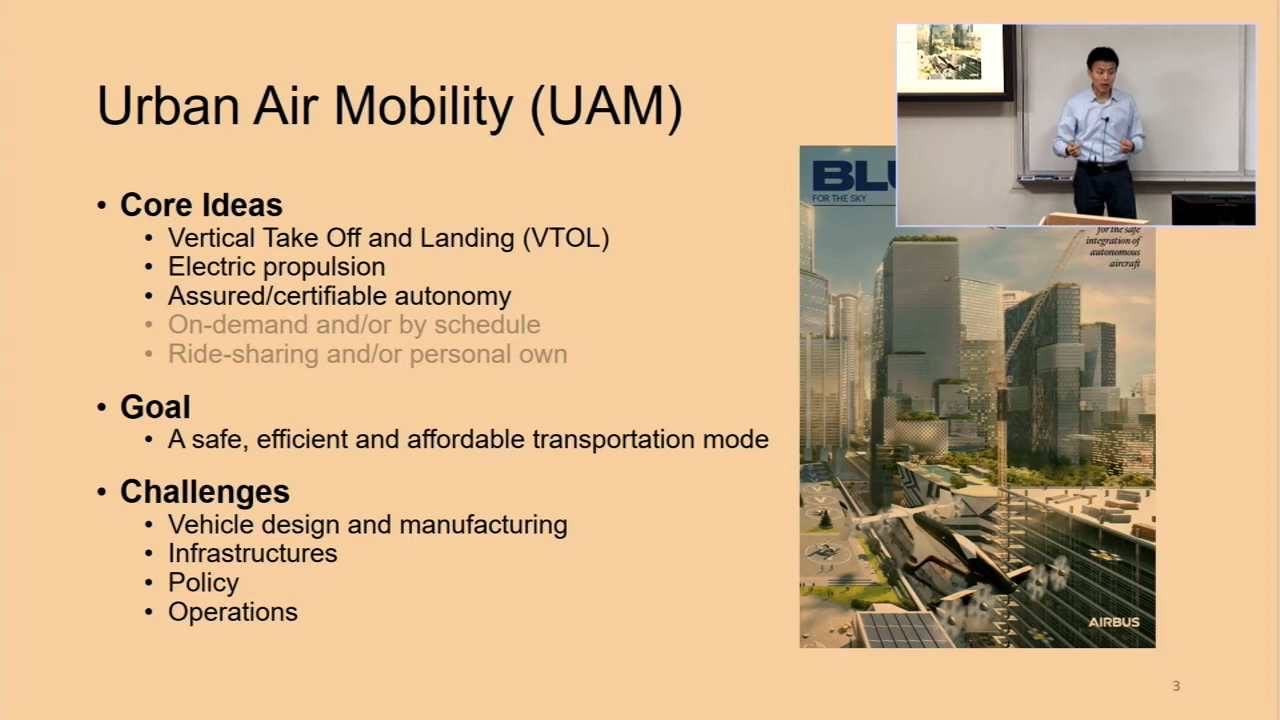 Urban Air Mobility (UAM)
• Core Ideas
• Vertical Take Off and Landing (VTOL)
• Electric propulsion
• Assured/certifiable autonomy
• On-demand and/or by schedule
• Ride-sharing and/or personal own
• Goal
• A safe, efficient and affordable transportation mode
• Challenges
• Vehicle design and manufacturing
• Infrastructures
• Policy
• Operations
BLU
FOR THE SKY
for the safe
integration of
autonomous
aircraft
AIRBUS
3